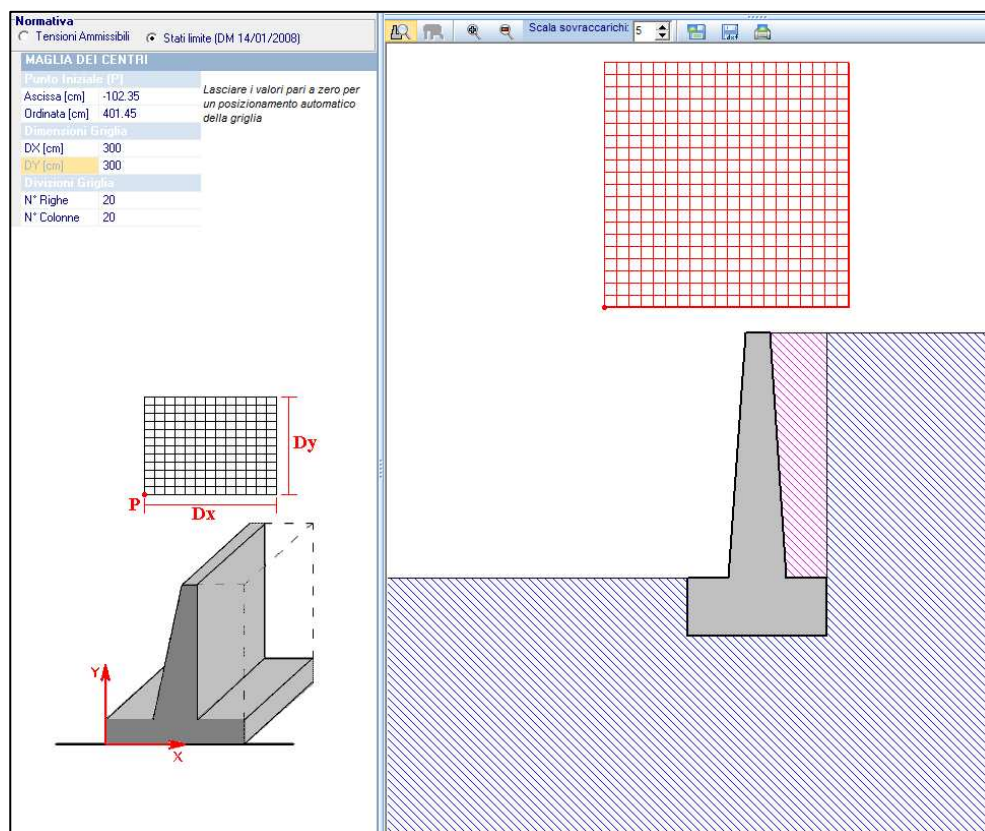 Normativa
Tensioni Ammissibili Stati limite (DM 14/01/2008)
Scala sovraccarichi: 5
MAGLIA DEI CENTRI
Punto Iniziale (P)
Ascissa [cm] -102.35
Ordinata [cm] 401.45
Lasciare i valori pari a zero per
un posizionamento automatico
della griglia
Dimensioni Griglia
DX [cm] 300
DY [cm] 300
Divisioni Griglia
N° Righe 20
N° Colonne 20
Dy
P
Dx
Y
X